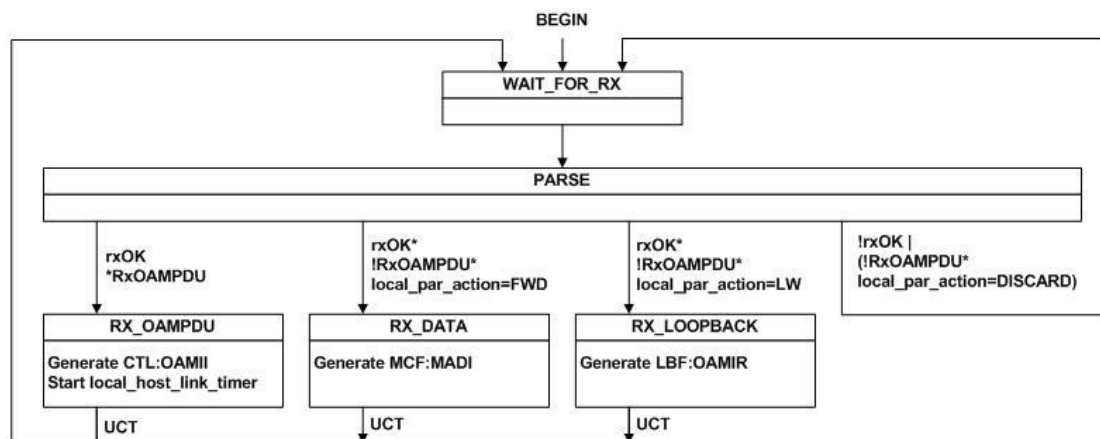 BEGIN
WAIT_FOR_RX
PARSE
rxOK
*RxOAMPDU
rxOK*
!RxOAMPDU*
local_par_action=FWD
rxOK*
!RxOAMPDU*
local_par_action=LW
!rxOK |
(!RxOAMPDU*
local_par_action=DISCARD)
RX_OAMPDU
Generate CTL:OAMII
Start local_host_link_timer
RX_DATA
Generate MCF:MADI
RX_LOOPBACK
Generate LBF:OAMIR
UCT
UCT
UCT